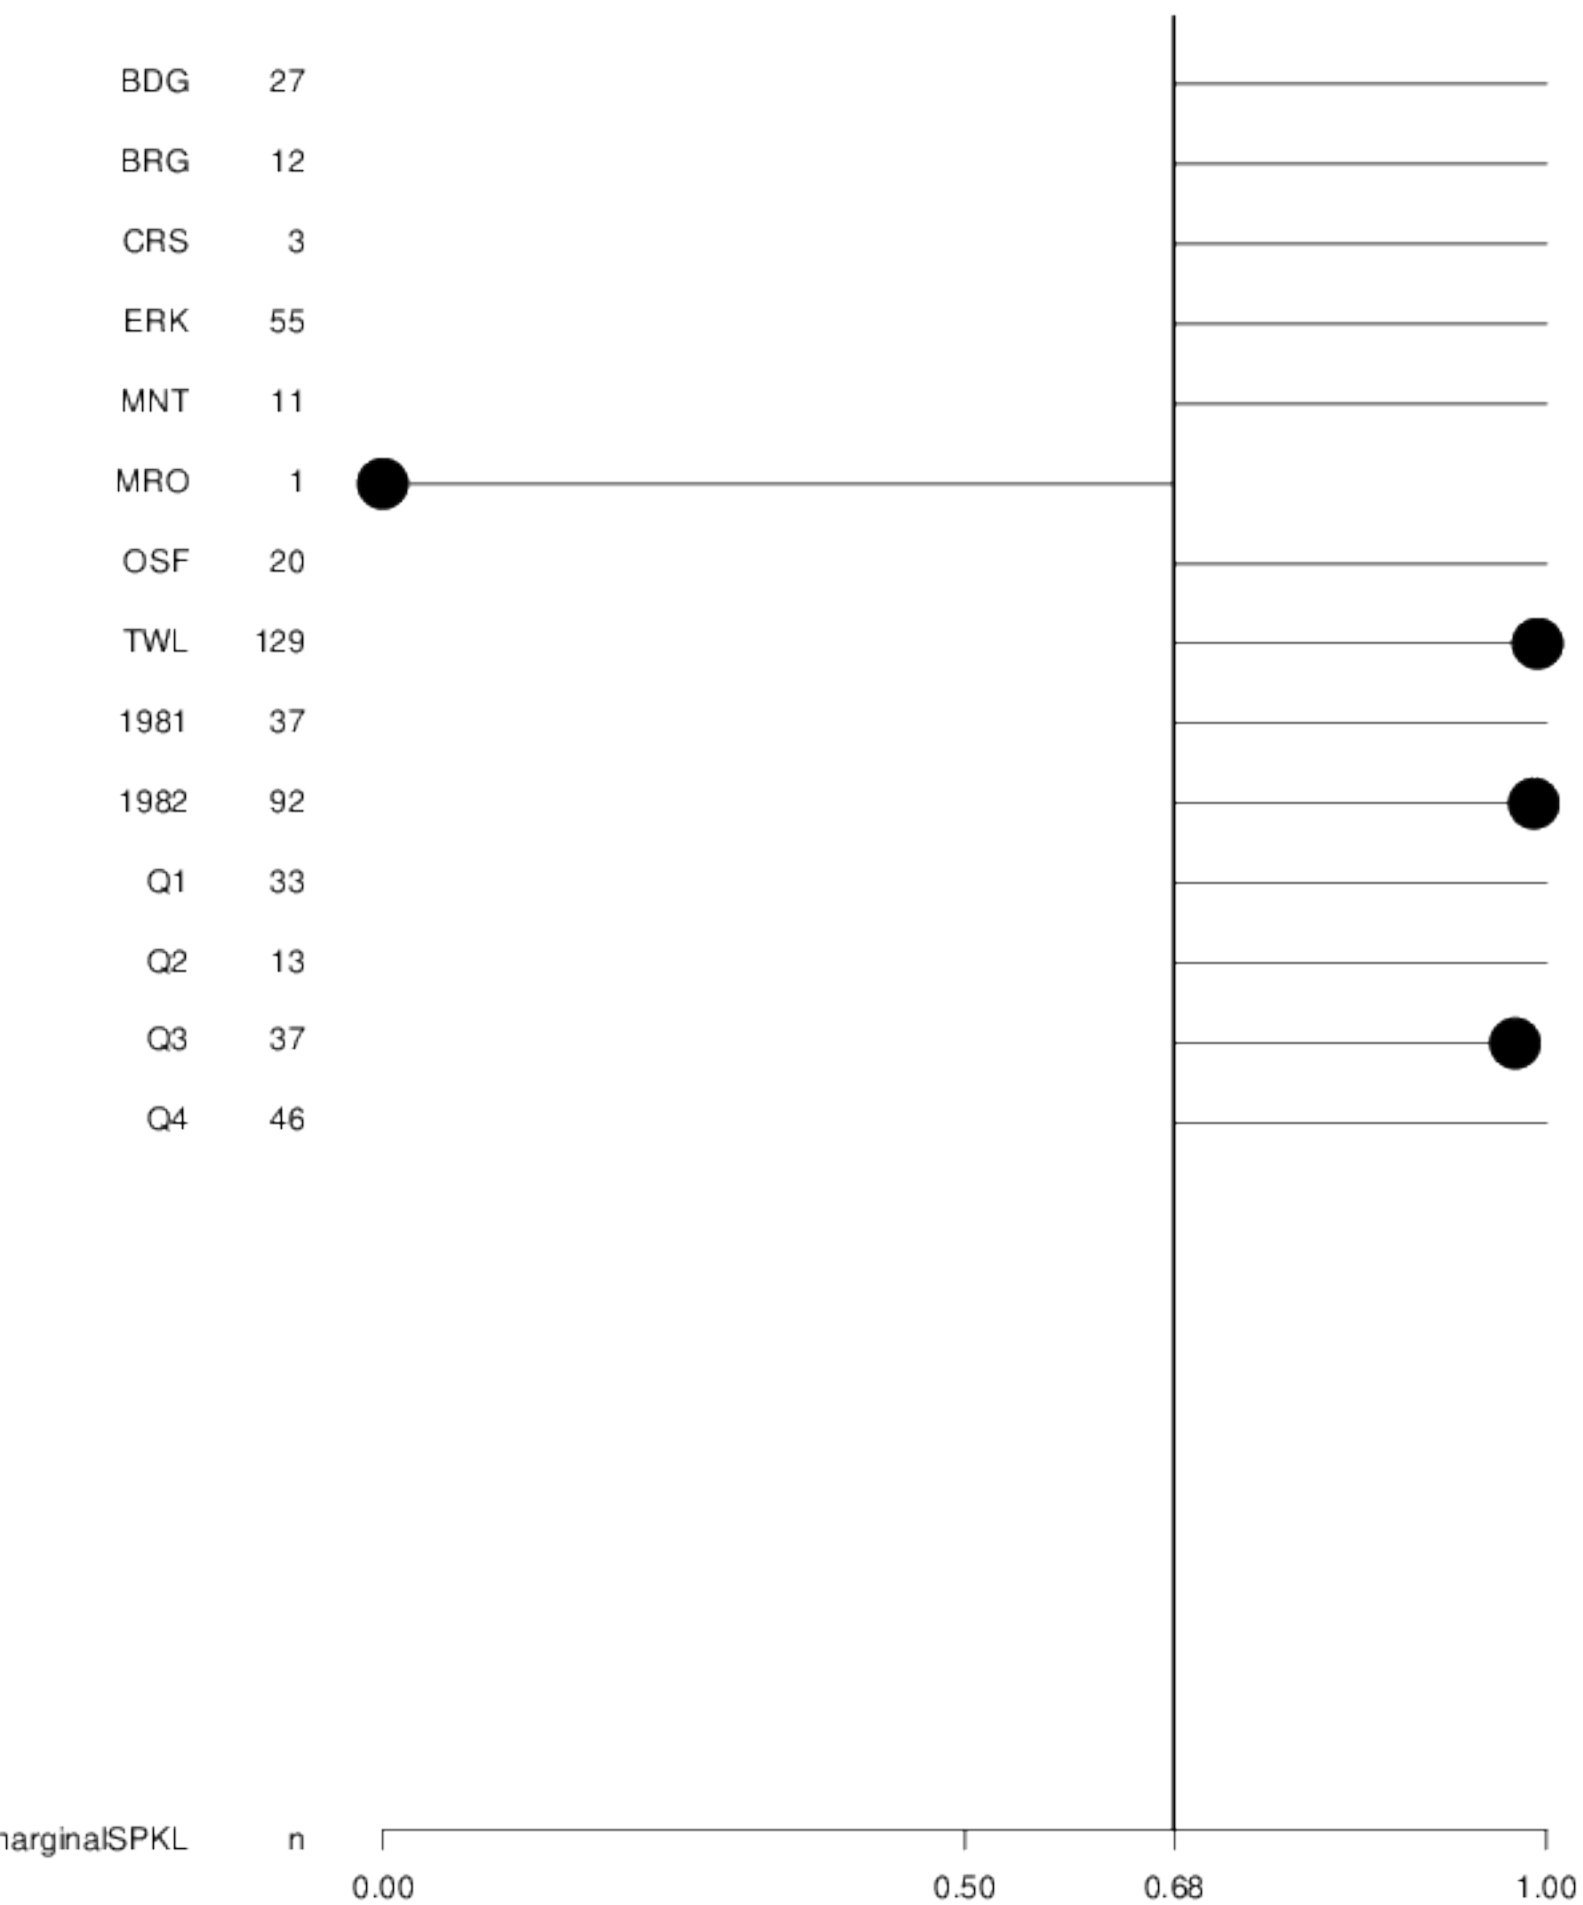 BDG 27
BRG 12
CRS 3
ERK 55
MNT 11
MRO 1
OSF 20
TWL 129
1981 37
1982 92
Q1 33
Q2 13
Q3 37
Q4 46
marginalSPKL n
0.00 0.50 0.68 1.00